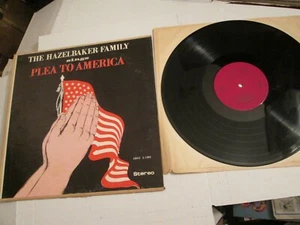 THE HAZELBAKER FAMILY
sings
PLEA TO AMERICA
Stereo